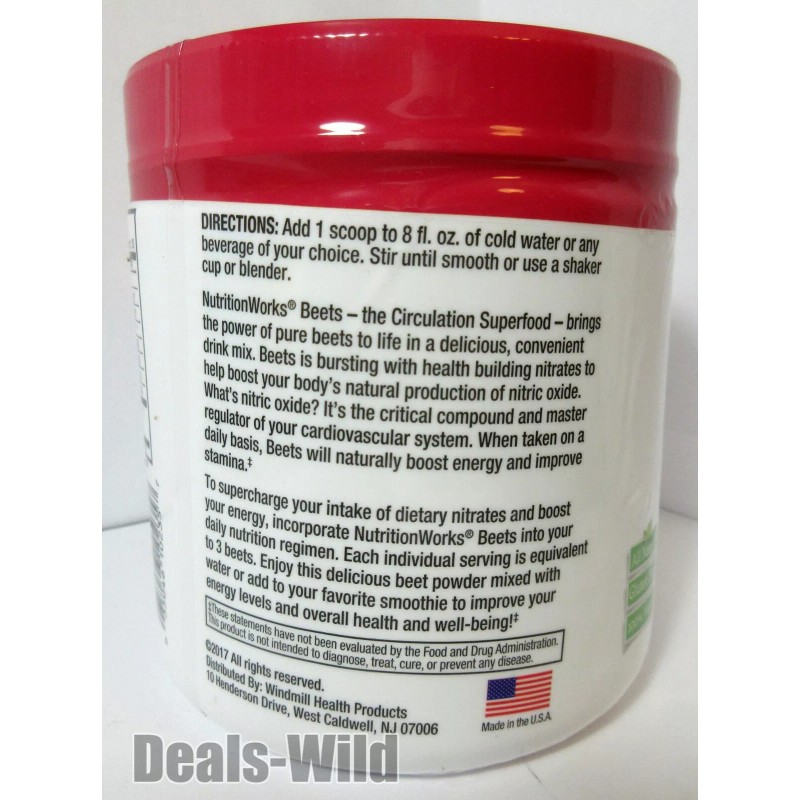 DIRECTIONS: Add 1 scoop to 8 fl. oz. of cold water or any
beverage of your choice. Stir until smooth or use a shaker
cup or blender.
NutritionWorks® Beets – the Circulation Superfood – brings
the power of pure beets to life in a delicious, convenient
drink mix. Beets is bursting with health building nitrates to
help boost your body's natural production of nitric oxide.
What's nitric oxide? It's the critical compound and master
regulator of your cardiovascular system. When taken on a
daily basis, Beets will naturally boost energy and improve
stamina.‡
To supercharge your intake of dietary nitrates and boost
your energy, incorporate NutritionWorks® Beets into your
daily nutrition regimen. Each individual serving is equivalent
to 3 beets. Enjoy this delicious beet powder mixed with
water or add to your favorite smoothie to improve your
energy levels and overall health and well-being!‡
‡These statements have not been evaluated by the Food and Drug Administration.
This product is not intended to diagnose, treat, cure, or prevent any disease.
©2017 All rights reserved.
Distributed By: Windmill Health Products
10 Henderson Drive, West Caldwell, NJ 07006
Made in the U.S.A.
Deals-Wild